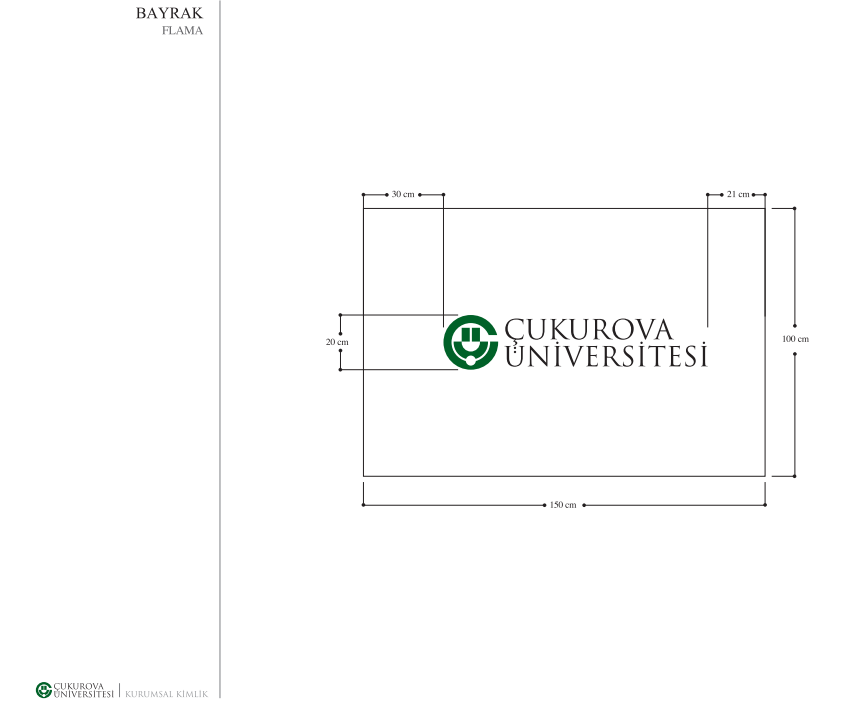 BAYRAK
FLAMA
30 cm
21 cm
20 cm
ÇUKUROVA
ÜNİVERSİTESİ
100 cm
150 cm
ÇUKUROVA
ÜNİVERSİTESİ
KURUMSAL KİMLİK